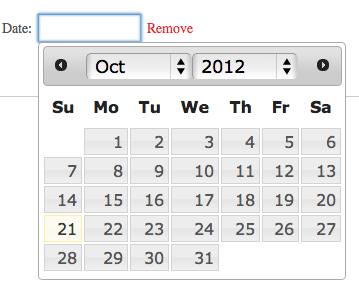 Date: Remove
Oct 2012
Su Mo Tu We Th Fr Sa
1 2 3 4 5 6
7 8 9 10 11 12 13
14 15 16 17 18 19 20
21 22 23 24 25 26 27
28 29 30 31